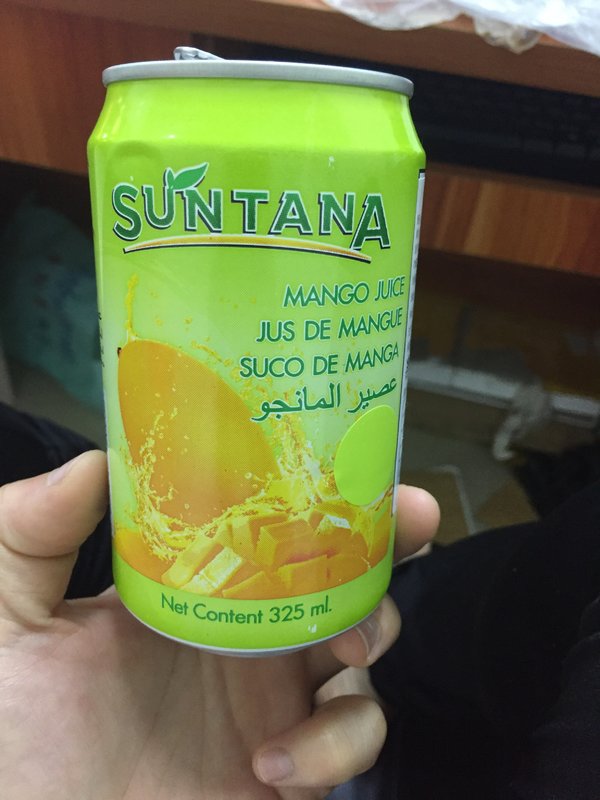 SUNTANA
MANGO JUICE
JUS DE MANGUE
SUCO DE MANGA
عصير المانجو
Net Content 325 ml.